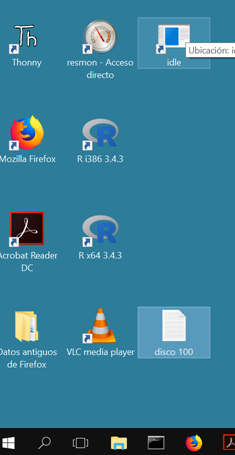 Th
Thonny
resmon - Acceso
directo
idle
Ubicación: i
Mozilla Firefox
R i386 3.4.3
Acrobat Reader
DC
R x64 3.4.3
Datos antiguos
de Firefox
VLC media player
disco 100